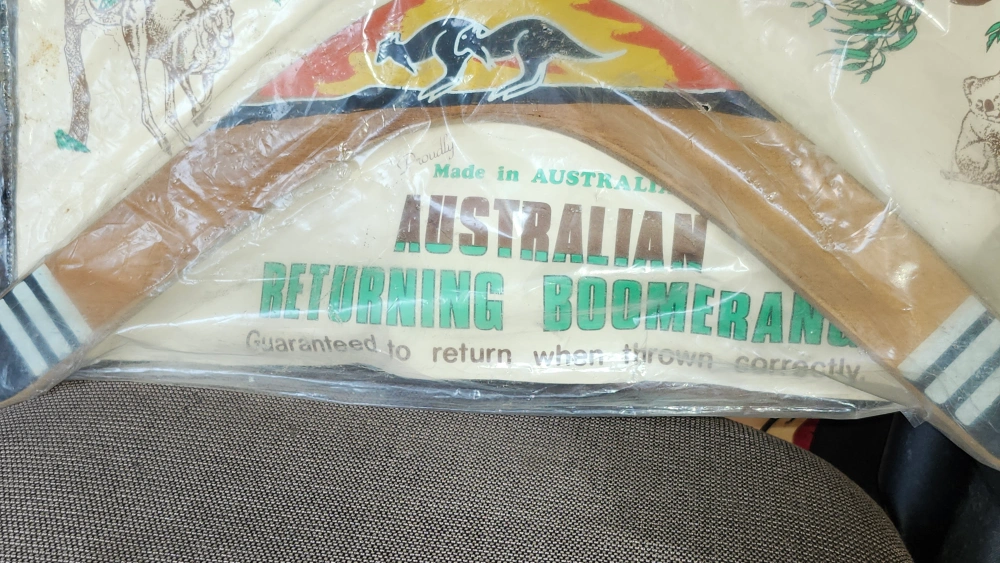 Proudly
Made in AUSTRALIA
AUSTRALIAN
RETURNING BOOMERANG
Guaranteed to return when thrown correctly.